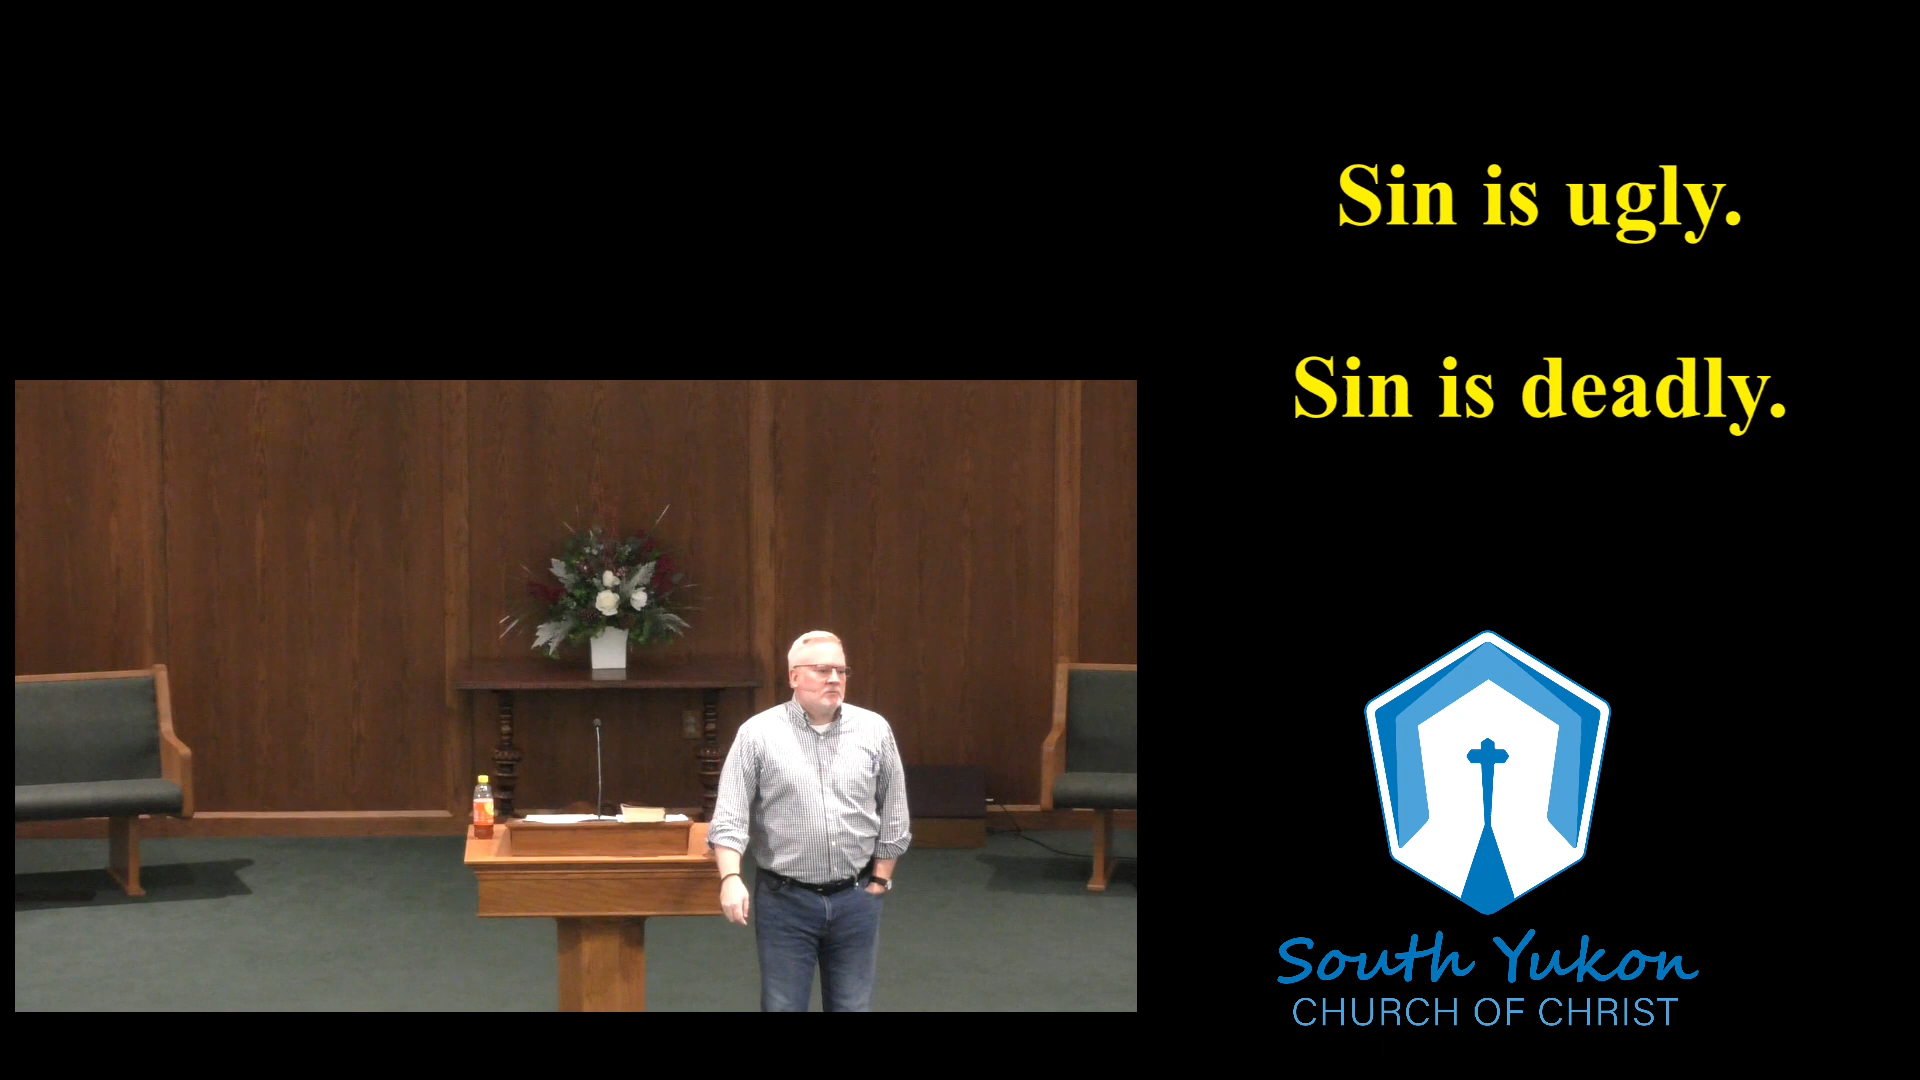 Sin is ugly.
Sin is deadly.
South Yukon
CHURCH OF CHRIST